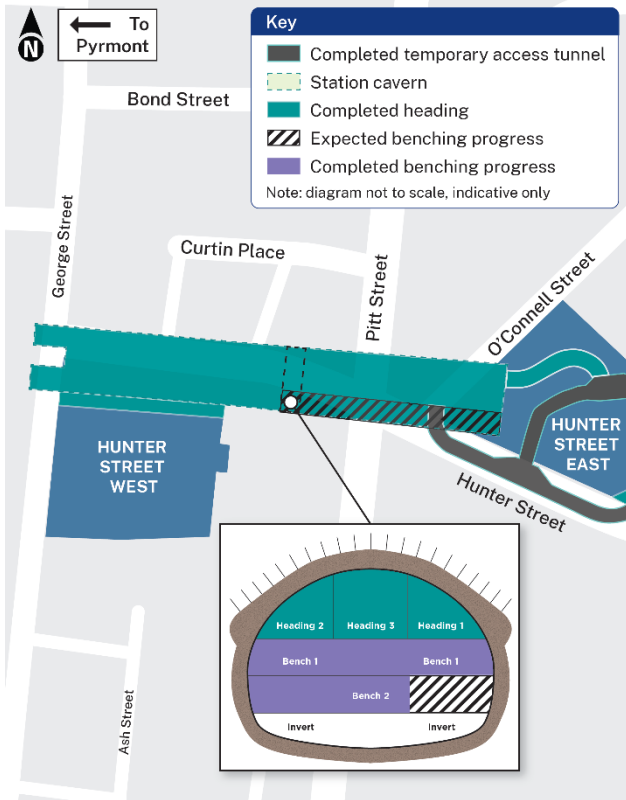 N
To
Pyrmont
Key
Completed temporary access tunnel
Station cavern
Completed heading
Expected benching progress
Completed benching progress
Note: diagram not to scale, indicative only
Bond Street
George Street
Curtin Place
Pitt Street
O'Connell Street
HUNTER
STREET
WEST
HUNTER
STREET
EAST
Hunter Street
Ash Street
Heading 2
Heading 3
Heading 1
Bench 1
Bench 1
Bench 2
Invert
Invert